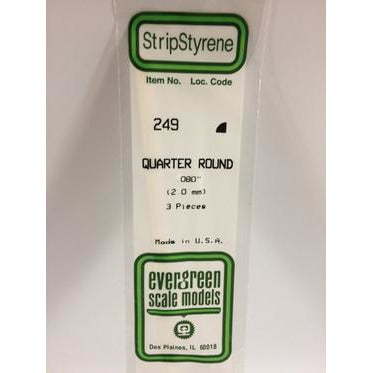 StripStyrene
Item No. Loc. Code
249
QUARTER ROUND
.080"
(2.0 mm)
3 Pieces
Made in U.S.A.
evergreen
scale models
Des Plaines, IL 60018